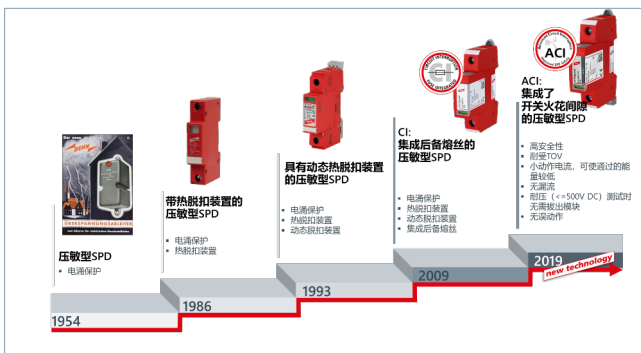 Der neue
DEHN
ÜBERSPANNUNGSABLEITER
压敏型SPD
▪ 电涌保护
1954
带热脱扣装置的
压敏型SPD
▪ 电涌保护
▪ 热脱扣装置
1986
具有动态热脱扣装置
的压敏型SPD
▪ 电涌保护
▪ 热脱扣装置
▪ 动态脱扣装置
1993
CIRCUIT INTERRUPTION
CI
FUSE INTEGRATED
CI:
集成后备熔丝的
压敏型SPD
▪ 电涌保护
▪ 热脱扣装置
▪ 动态脱扣装置
▪ 集成后备熔丝
2009
ACI
ACI:
集成了
开关火花间隙
的压敏型SPD
▪ 高安全性
▪ 耐受TOV
▪ 小动作电流，可使通过的能
量较低
▪ 无漏流
▪ 耐压（<=500V DC）测试时
无需拔出模块
▪ 无误动作
2019
new technology